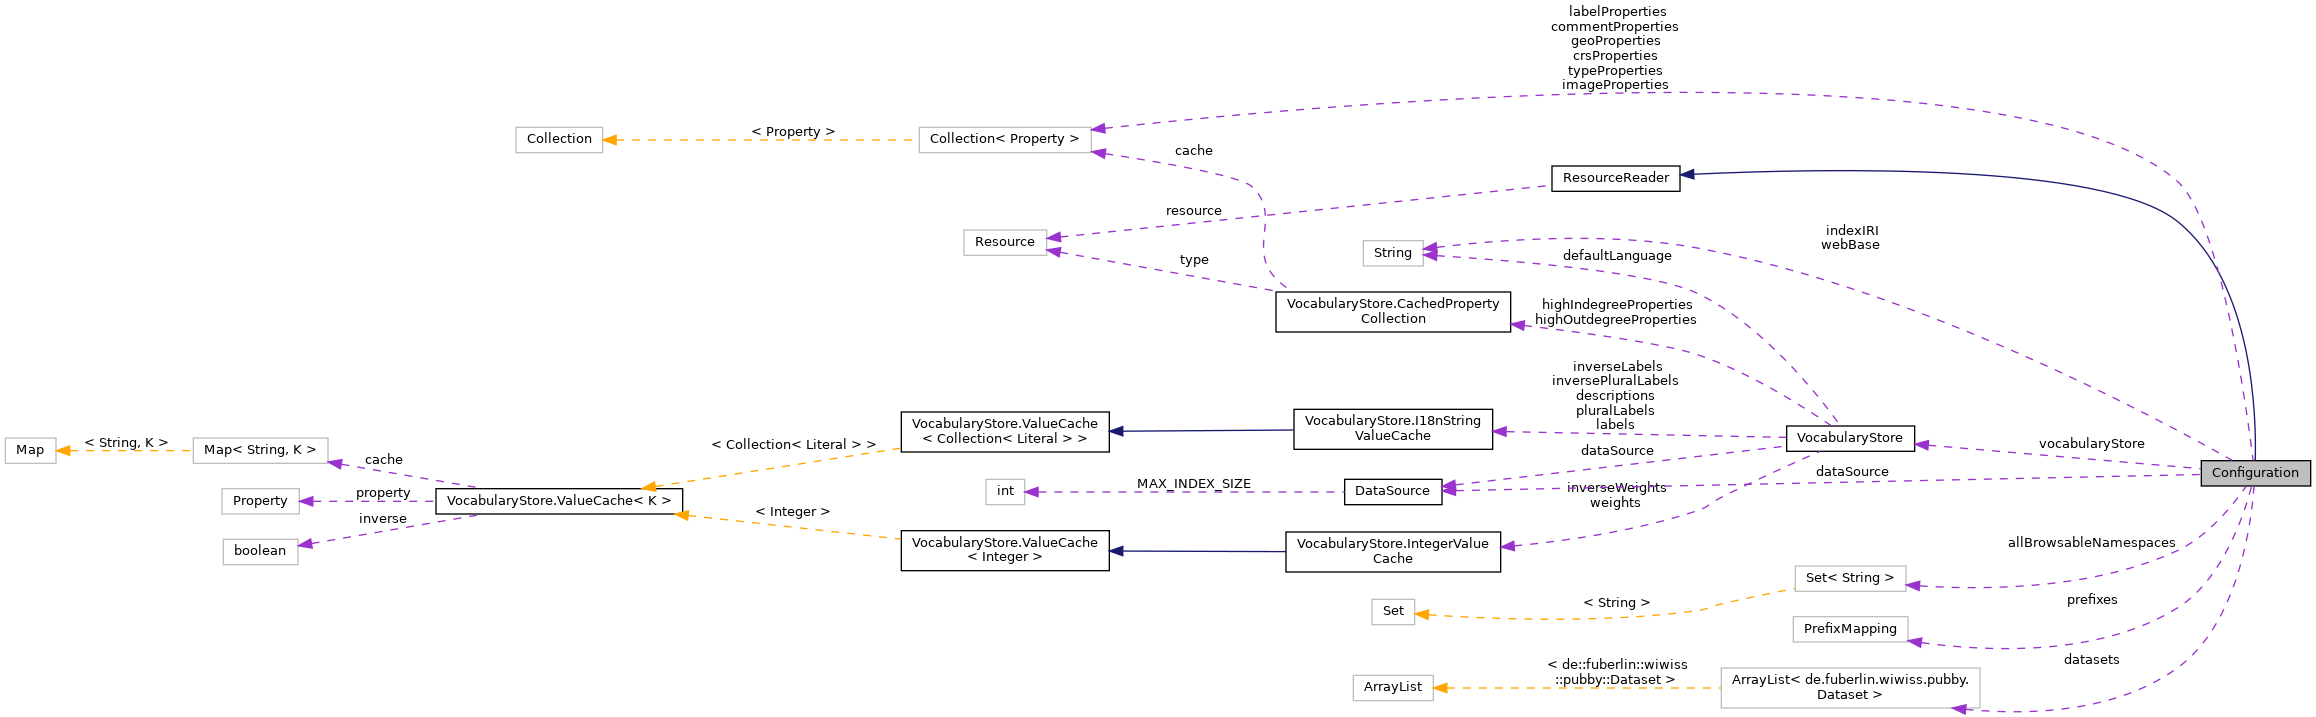 labelProperties
commentProperties
geoProperties
crsProperties
typeProperties
imageProperties
< Property >
Collection
Collection< Property >
cache
ResourceReader
resource
Resource
type
String
indexIRI
webBase
defaultLanguage
VocabularyStore.CachedProperty
Collection
highIndegreeProperties
highOutdegreeProperties
inverseLabels
inversePluralLabels
descriptions
pluralLabels
labels
VocabularyStore.ValueCache
< Collection< Literal > >
VocabularyStore.I18nString
ValueCache
VocabularyStore
vocabularyStore
Configuration
< String, K >
Map
Map< String, K >
< Collection< Literal > >
cache
dataSource
dataSource
property
Property
VocabularyStore.ValueCache< K >
int
MAX_INDEX_SIZE
DataSource
inverseWeights
weights
inverse
boolean
< Integer >
VocabularyStore.ValueCache
< Integer >
VocabularyStore.IntegerValue
Cache
allBrowsableNamespaces
Set< String >
< String >
Set
prefixes
PrefixMapping
datasets
< de::fuberlin::wiwiss
::pubby::Dataset >
ArrayList
ArrayList< de.fuberlin.wiwiss.pubby.
Dataset >